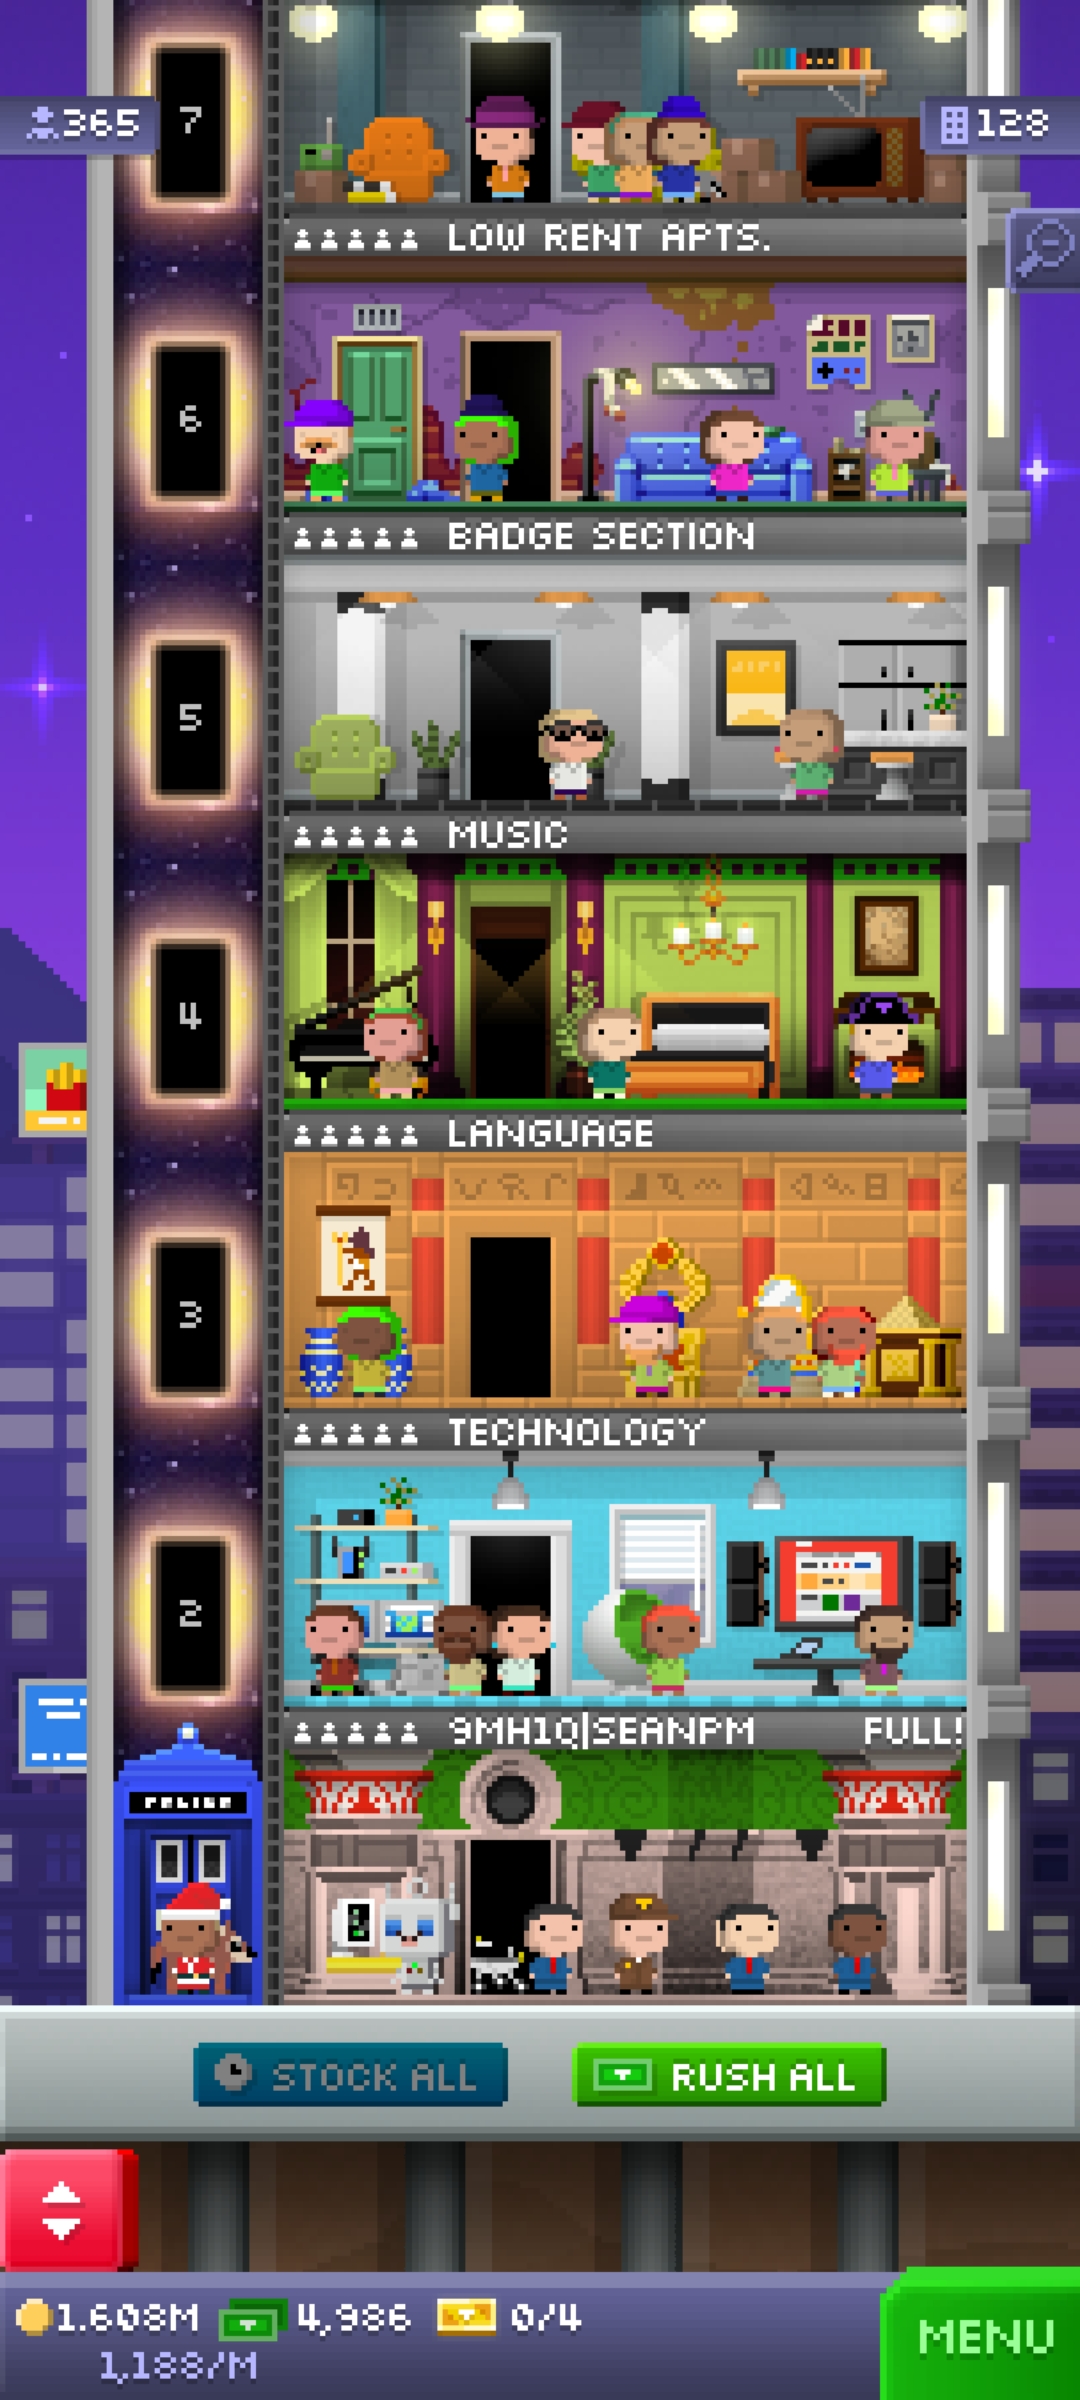 7
365
128
LOW RENT APTS.
6
BADGE SECTION
5
MUSIC
4
LANGUAGE
3
TECHNOLOGY
2
9MH1Q|SEANPM FULL!
POLICE
STOCK ALL
RUSH ALL
1.608M 4,986 0/4
1,188/M
MENU